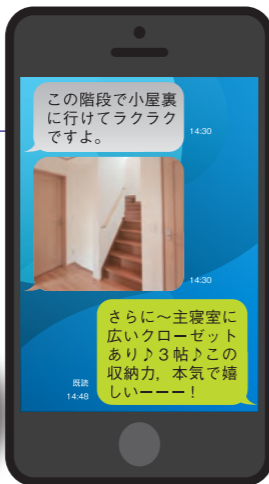 この階段で小屋裏
に行けてラクラク
ですよ。
14:30
14:30
さらに～主寝室に
広いクローゼット
あり♪３帖♪この
収納力，本気で嬉
しいーーー！
既読
14:48